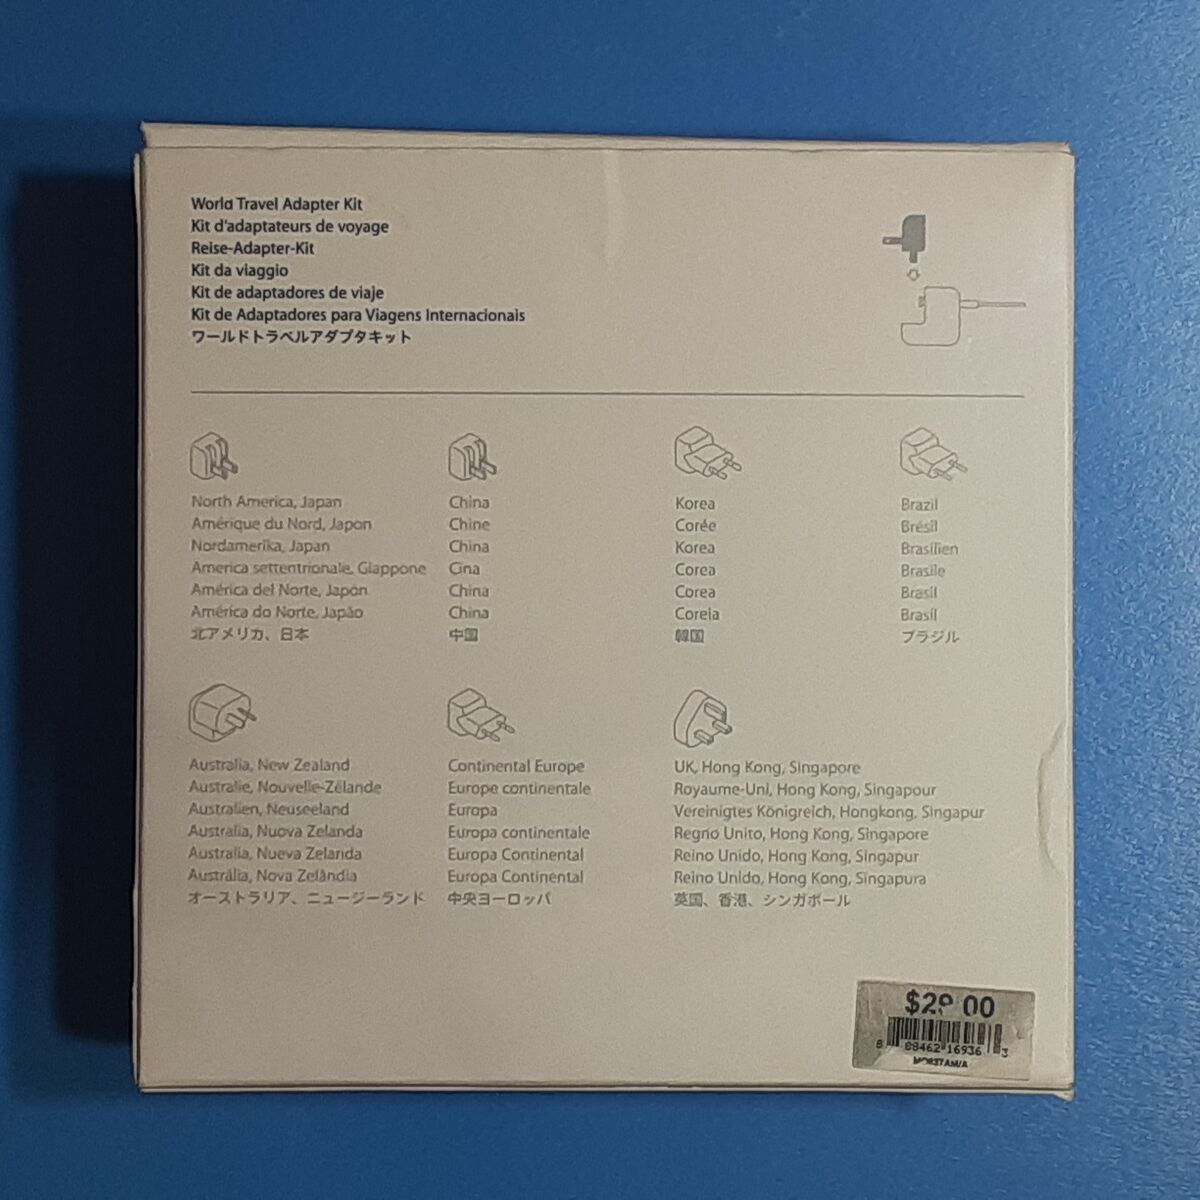 World Travel Adapter Kit
Kit d'adaptateurs de voyage
Reise-Adapter-Kit
Kit da viaggio
Kit de adaptadores de viaje
Kit de Adaptadores para Viagens Internacionais
ワールドトラベルアダプタキット
North America, Japan
Amérique du Nord, Japon
Nordamerika, Japan
America settentrionale, Giappone
América del Norte, Japón
América do Norte, Japão
北アメリカ、日本
China
Chine
China
Cina
China
China
中国
Korea
Corée
Korea
Corea
Corea
Coreia
韓国
Brazil
Brésil
Brasilien
Brasile
Brasil
Brasil
ブラジル
Australia, New Zealand
Australie, Nouvelle-Zélande
Australien, Neuseeland
Australia, Nuova Zelanda
Australia, Nueva Zelanda
Austrália, Nova Zelândia
オーストラリア、ニュージーランド
Continental Europe
Europe continentale
Europa
Europa continentale
Europa Continental
Europa Continental
中央ヨーロッパ
UK, Hong Kong, Singapore
Royaume-Uni, Hong Kong, Singapour
Vereinigtes Königreich, Hongkong, Singapur
Regno Unito, Hong Kong, Singapore
Reino Unido, Hong Kong, Singapur
Reino Unido, Hong Kong, Singapura
英国、香港、シンガポール
8 88462 16936 3